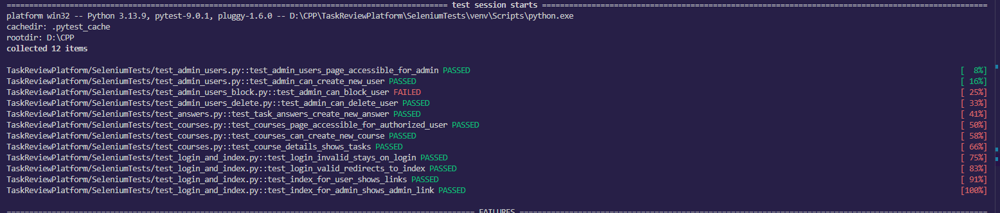 ================ test session starts ================
platform win32 -- Python 3.13.9, pytest-9.0.1, pluggy-1.6.0 -- D:\CPP\TaskReviewPlatform\SeleniumTests\venv\Scripts\python.exe
cachedir: .pytest_cache
rootdir: D:\CPP
collected 12 items
TaskReviewPlatform/SeleniumTests/test_admin_users.py::test_admin_users_page_accessible_for_admin PASSED [  8%]
TaskReviewPlatform/SeleniumTests/test_admin_users.py::test_admin_can_create_new_user PASSED [ 16%]
TaskReviewPlatform/SeleniumTests/test_admin_users_block.py::test_admin_can_block_user FAILED [ 25%]
TaskReviewPlatform/SeleniumTests/test_admin_users_delete.py::test_admin_can_delete_user PASSED [ 33%]
TaskReviewPlatform/SeleniumTests/test_answers.py::test_task_answers_create_new_answer PASSED [ 41%]
TaskReviewPlatform/SeleniumTests/test_courses.py::test_courses_page_accessible_for_authorized_user PASSED [ 50%]
TaskReviewPlatform/SeleniumTests/test_courses.py::test_courses_can_create_new_course PASSED [ 58%]
TaskReviewPlatform/SeleniumTests/test_courses.py::test_course_details_shows_tasks PASSED [ 66%]
TaskReviewPlatform/SeleniumTests/test_login_and_index.py::test_login_invalid_stays_on_login PASSED [ 75%]
TaskReviewPlatform/SeleniumTests/test_login_and_index.py::test_login_valid_redirects_to_index PASSED [ 83%]
TaskReviewPlatform/SeleniumTests/test_login_and_index.py::test_index_for_user_shows_links PASSED [ 91%]
TaskReviewPlatform/SeleniumTests/test_login_and_index.py::test_index_for_admin_shows_admin_link PASSED [100%]
================ FAILURES ================